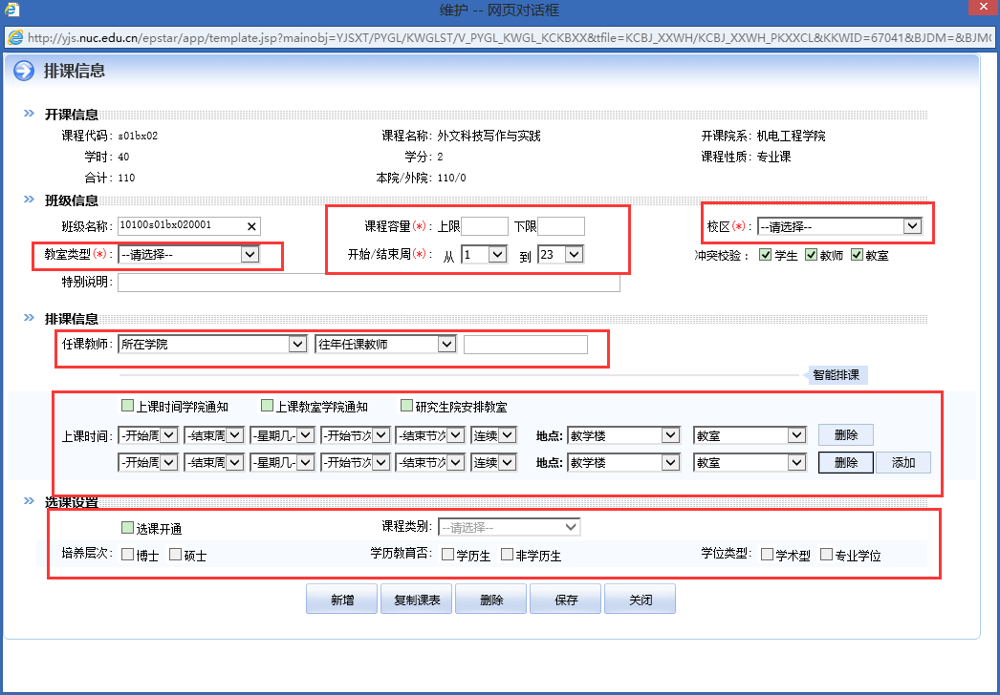 维护 -- 网页对话框
http://yjs.nuc.edu.cn/epstar/app/template.jsp?mainobj=YJSXT/PYGL/KWGLST/V_PYGL_KWGL_KCKBXX&tfile=KCBJ_XXWH/KCBJ_XXWH_PKXXCL&KKWID=67041&BJDM=&BJMC
排课信息
开课信息
课程代码: s01bx02 课程名称: 外文科技写作与实践 开课院系: 机电工程学院
学时: 40 学分: 2 课程性质: 专业课
合计: 110 本院/外院: 110/0
班级信息
班级名称: 10100s01bx020001 课程容量(*): 上限 下限 校区(*): --请选择--
教室类型(*): --请选择-- 开始/结束周(*): 从 1 到 23 冲突校验: 学生 教师 教室
特别说明:
排课信息
任课教师: 所在学院 往年任课教师
智能排课
上课时间学院通知 上课教室学院通知 研究生院安排教室
上课时间: -开始周 -结束周 -星期几- -开始节次 -结束节次 连续 地点: 教学楼 教室 删除
-开始周 -结束周 -星期几- -开始节次 -结束节次 连续 地点: 教学楼 教室 删除 添加
选课设置
选课开通 课程类别: --请选择--
培养层次: 博士 硕士 学历教育否: 学历生 非学历生 学位类型: 学术型 专业学位
新增 复制课表 删除 保存 关闭